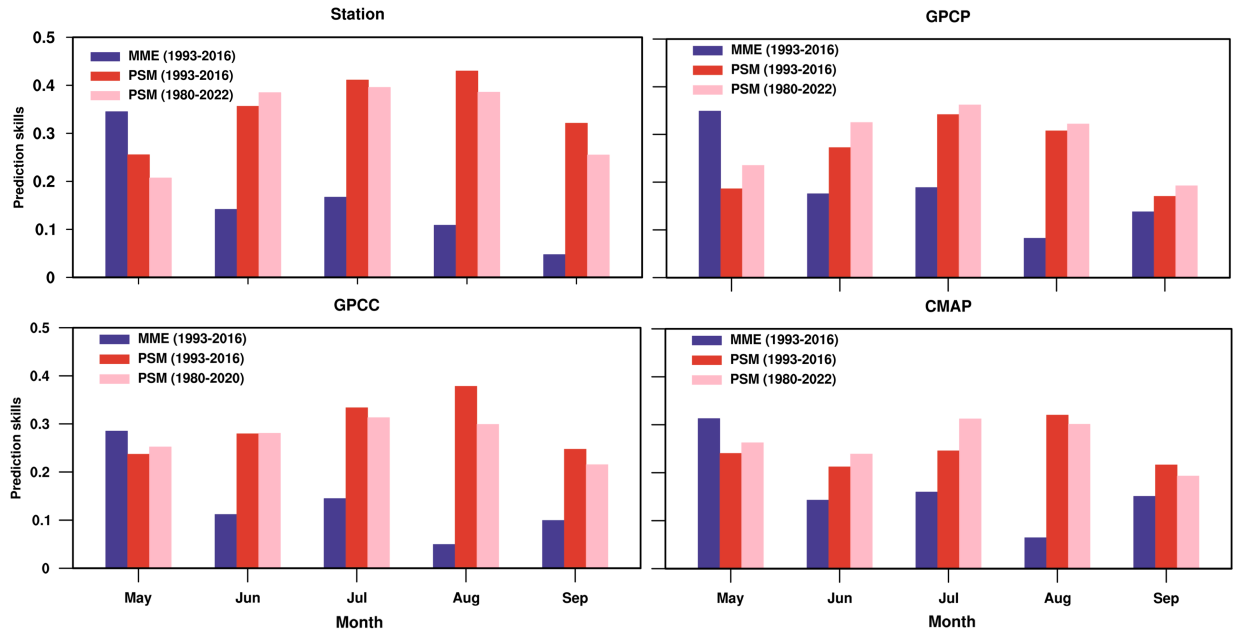 Station
0.5
0.4
0.3
0.2
0.1
0
Prediction skills
MME (1993-2016)
PSM (1993-2016)
PSM (1980-2022)
GPCP
MME (1993-2016)
PSM (1993-2016)
PSM (1980-2022)
GPCC
0.5
0.4
0.3
0.2
0.1
0
Prediction skills
MME (1993-2016)
PSM (1993-2016)
PSM (1980-2020)
May Jun Jul Aug Sep
Month
CMAP
MME (1993-2016)
PSM (1993-2016)
PSM (1980-2022)
May Jun Jul Aug Sep
Month